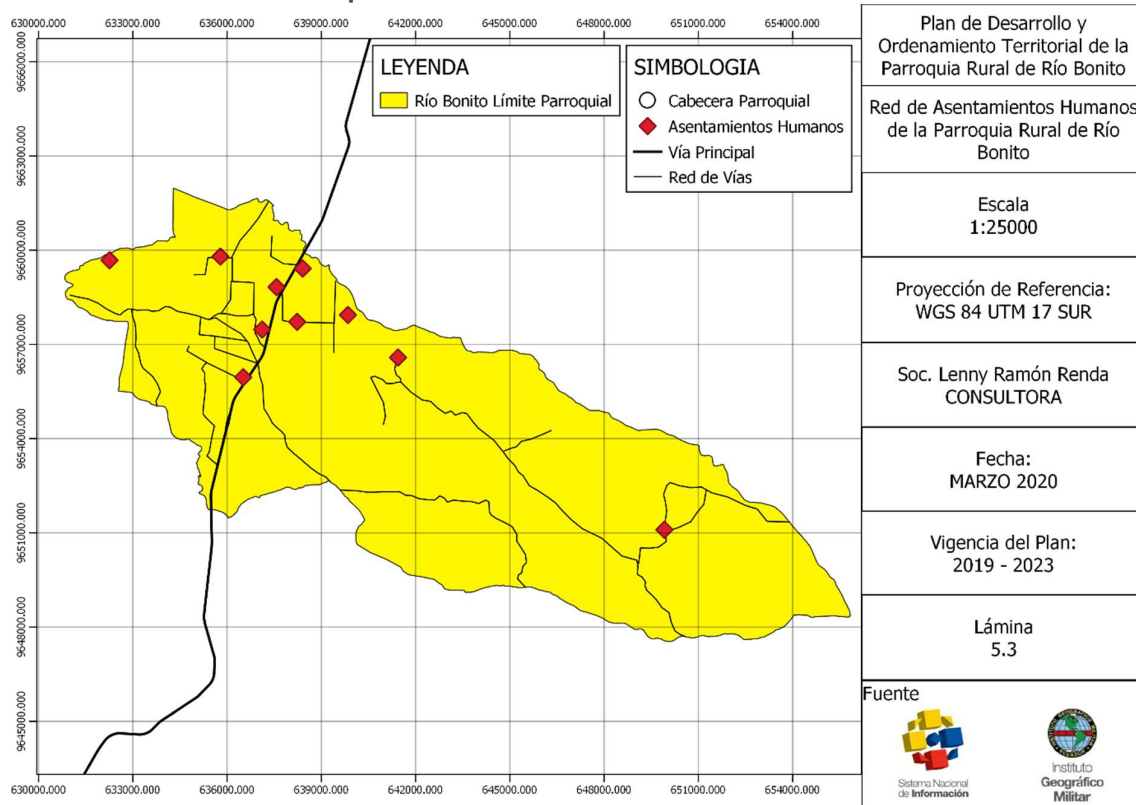 630000.000 633000.000 636000.000 639000.000 642000.000 645000.000 648000.000 651000.000 654000.000
9666000.000
9663000.000
9660000.000
9657000.000
9654000.000
9651000.000
9648000.000
9645000.000
LEYENDA
Río Bonito Límite Parroquial
SIMBOLOGIA
Cabecera Parroquial
Asentamientos Humanos
Vía Principal
Red de Vías
630000.000 633000.000 636000.000 639000.000 642000.000 645000.000 648000.000 651000.000 654000.000
Plan de Desarrollo y
Ordenamiento Territorial de la
Parroquia Rural de Río Bonito
Red de Asentamientos Humanos
de la Parroquia Rural de Río
Bonito
Escala
1:25000
Proyección de Referencia:
WGS 84 UTM 17 SUR
Soc. Lenny Ramón Renda
CONSULTORA
Fecha:
MARZO 2020
Vigencia del Plan:
2019 - 2023
Lámina
5.3
Fuente
Sistema Nacional
de Información
Instituto
Geográfico
Militar